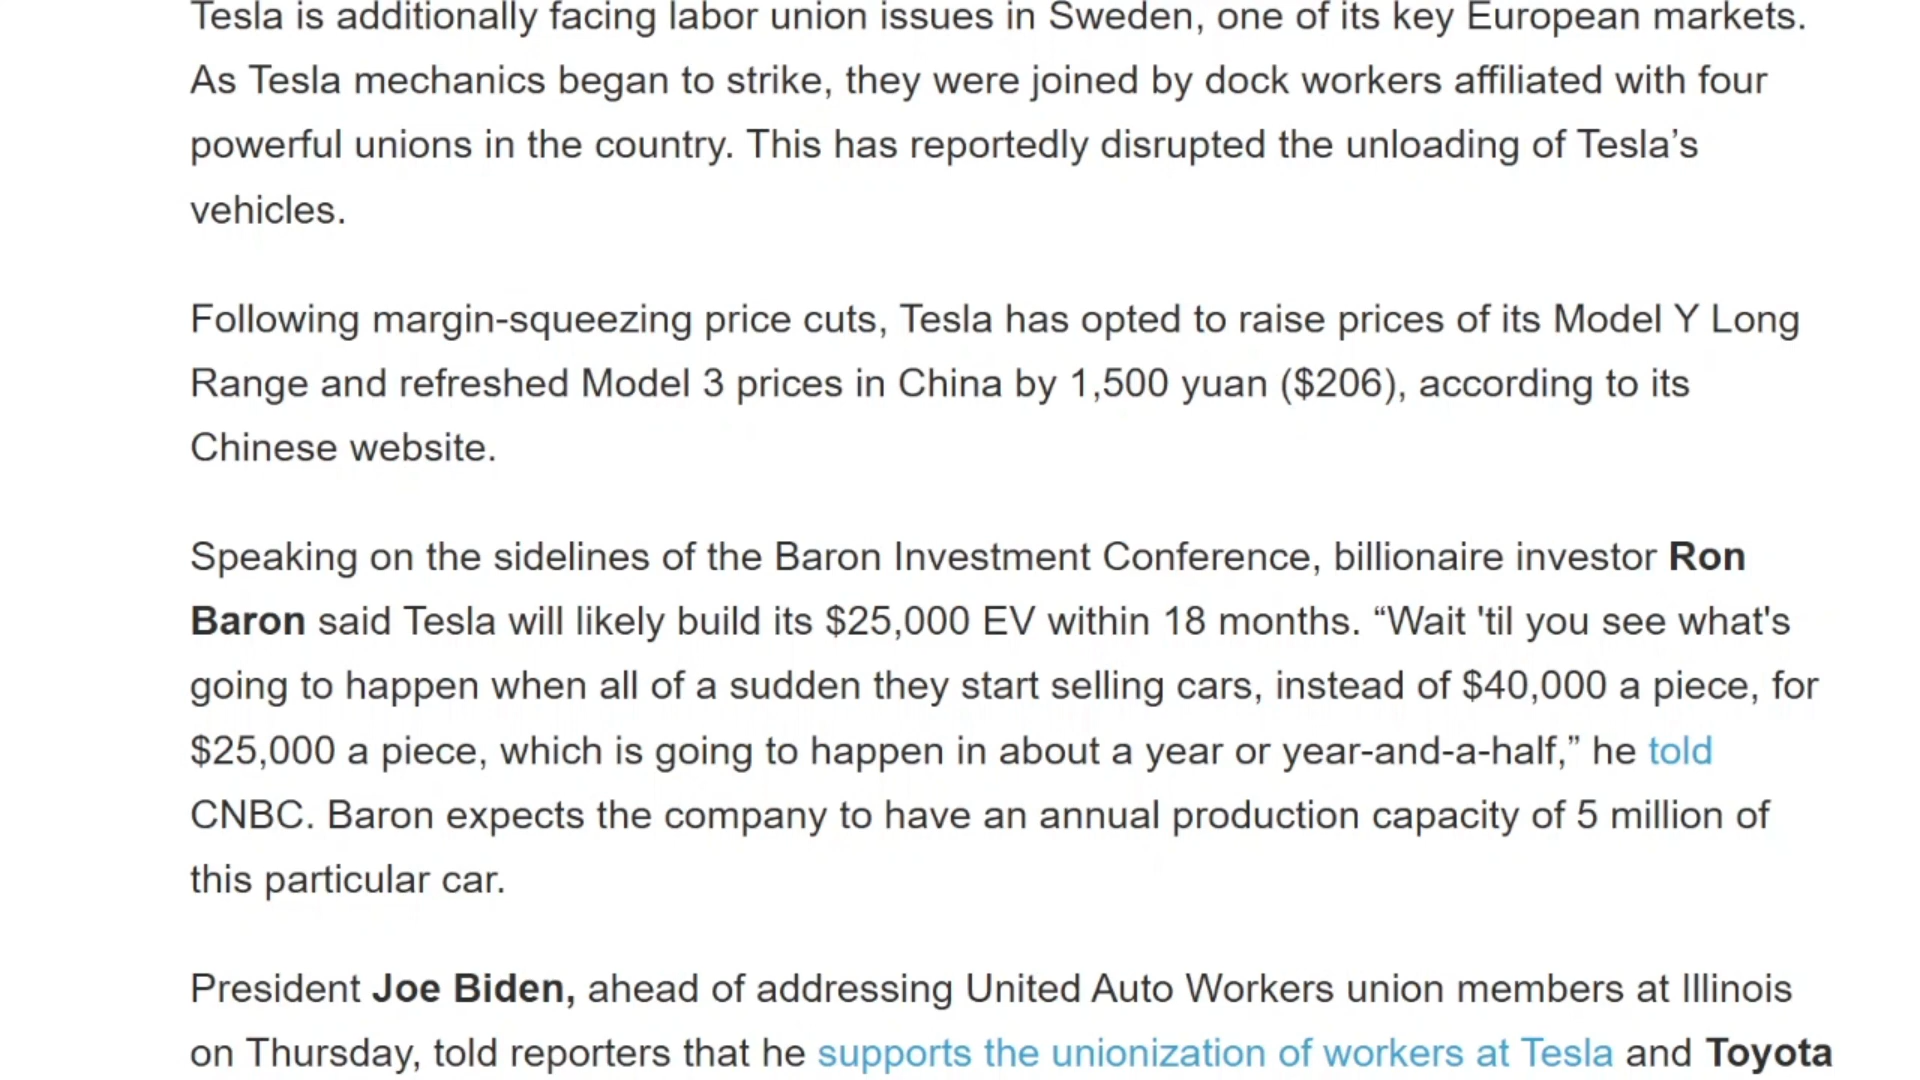 Tesla is additionally facing labor union issues in Sweden, one of its key European markets.
As Tesla mechanics began to strike, they were joined by dock workers affiliated with four
powerful unions in the country. This has reportedly disrupted the unloading of Tesla’s
vehicles.
Following margin-squeezing price cuts, Tesla has opted to raise prices of its Model Y Long
Range and refreshed Model 3 prices in China by 1,500 yuan ($206), according to its
Chinese website.
Speaking on the sidelines of the Baron Investment Conference, billionaire investor Ron
Baron said Tesla will likely build its $25,000 EV within 18 months. “Wait 'til you see what's
going to happen when all of a sudden they start selling cars, instead of $40,000 a piece, for
$25,000 a piece, which is going to happen in about a year or year-and-a-half,” he told
CNBC. Baron expects the company to have an annual production capacity of 5 million of
this particular car.
President Joe Biden, ahead of addressing United Auto Workers union members at Illinois
on Thursday, told reporters that he supports the unionization of workers at Tesla and Toyota